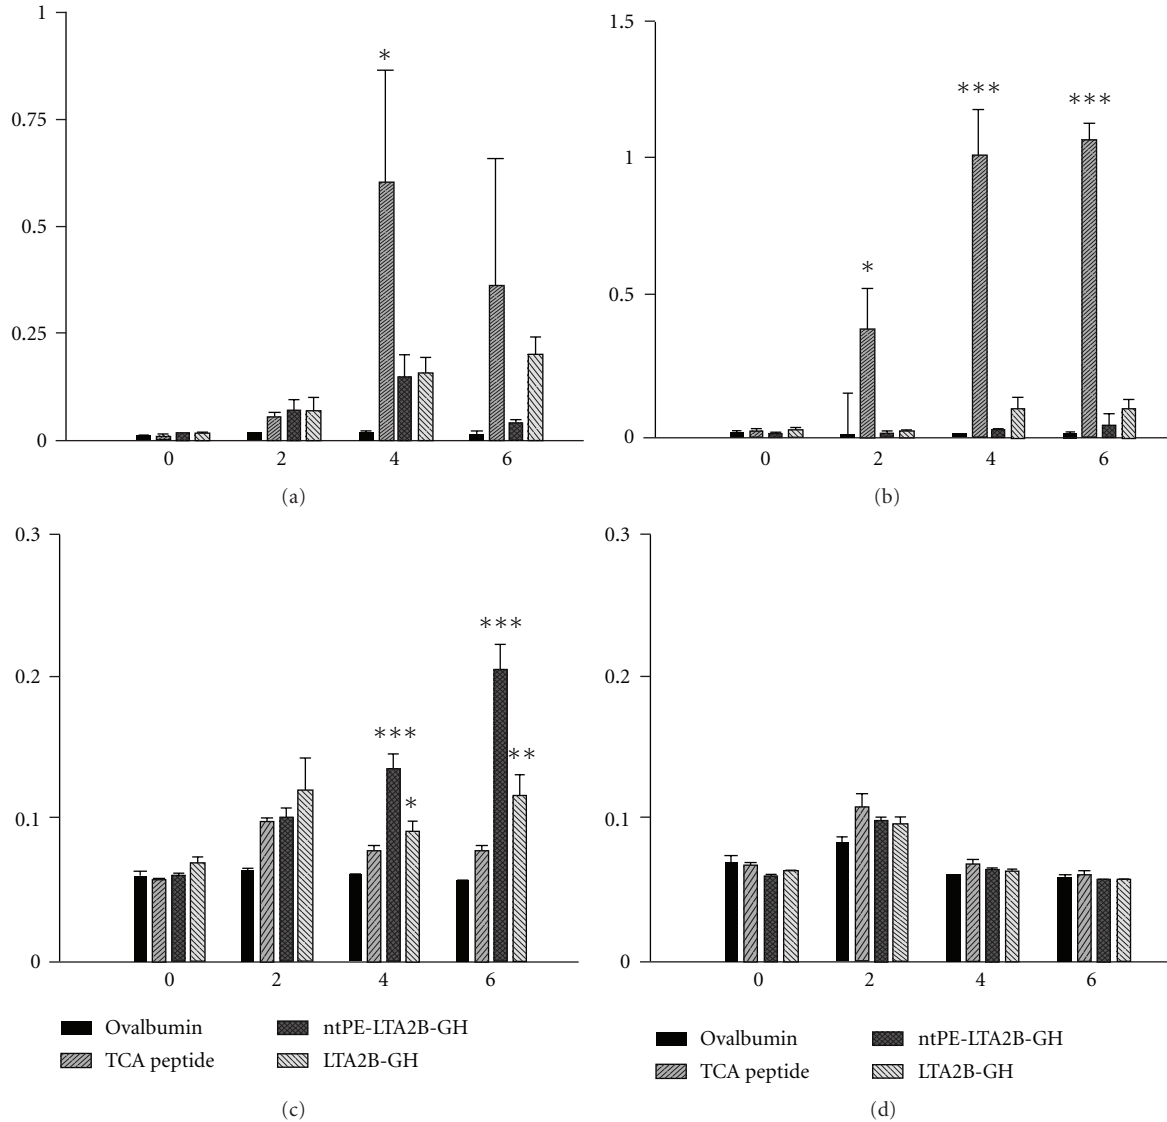 1
0.75
0.5
0.25
0
*
0 2 4 6
(a)
1.5
1
0.5
0
*
***
***
0 2 4 6
(b)
0.3
0.2
0.1
0
***
*
***
**
0 2 4 6
Ovalbumin
TCA peptide
ntPE-LTA2B-GH
LTA2B-GH
(c)
0.3
0.2
0.1
0
0 2 4 6
Ovalbumin
TCA peptide
ntPE-LTA2B-GH
LTA2B-GH
(d)